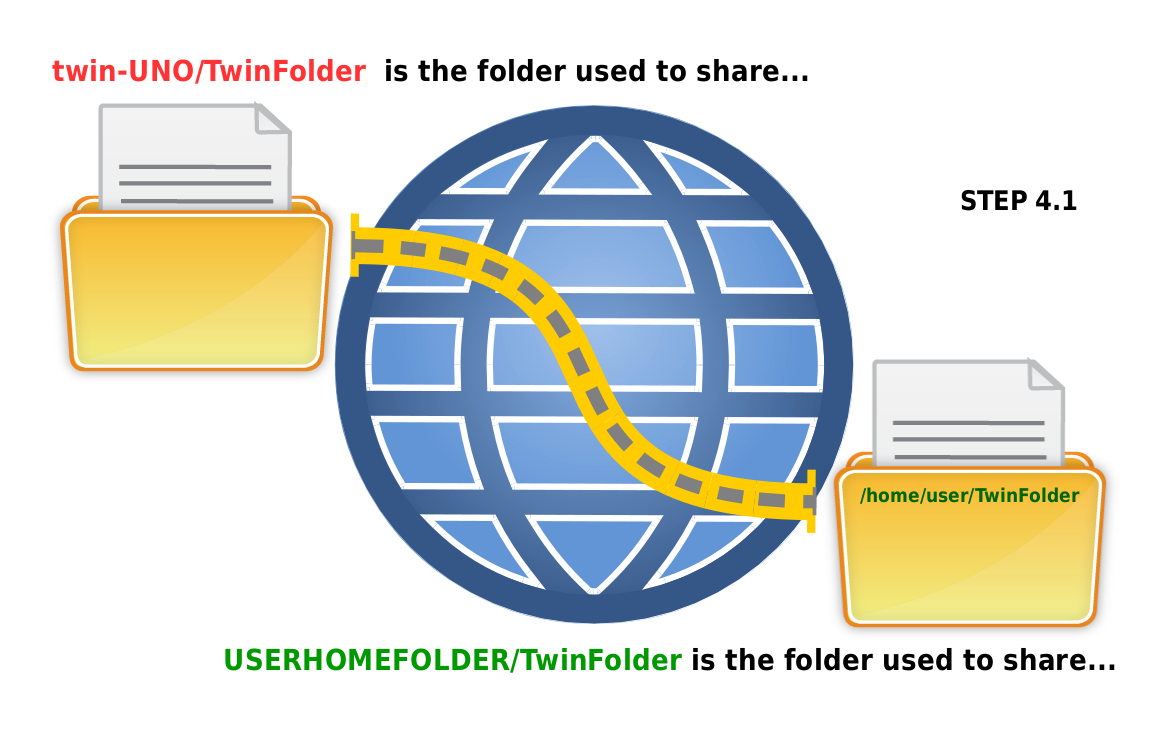 twin-UNO/TwinFolder is the folder used to share...
STEP 4.1
/home/user/TwinFolder
USERHOMEFOLDER/TwinFolder is the folder used to share...